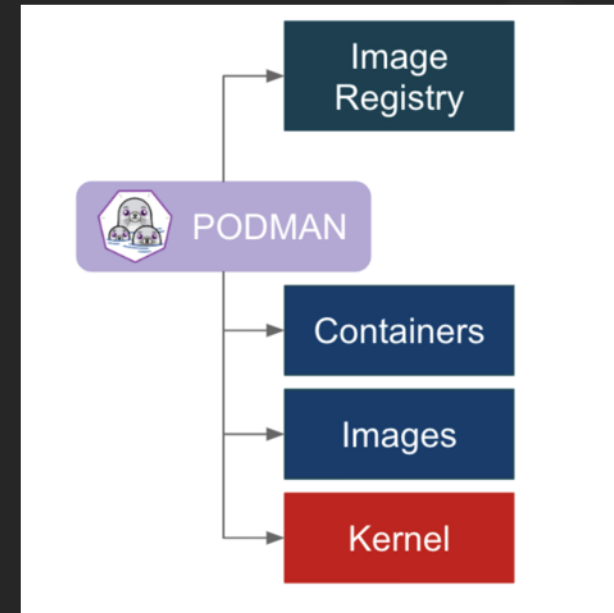 Image
Registry
PODMAN
Containers
Images
Kernel